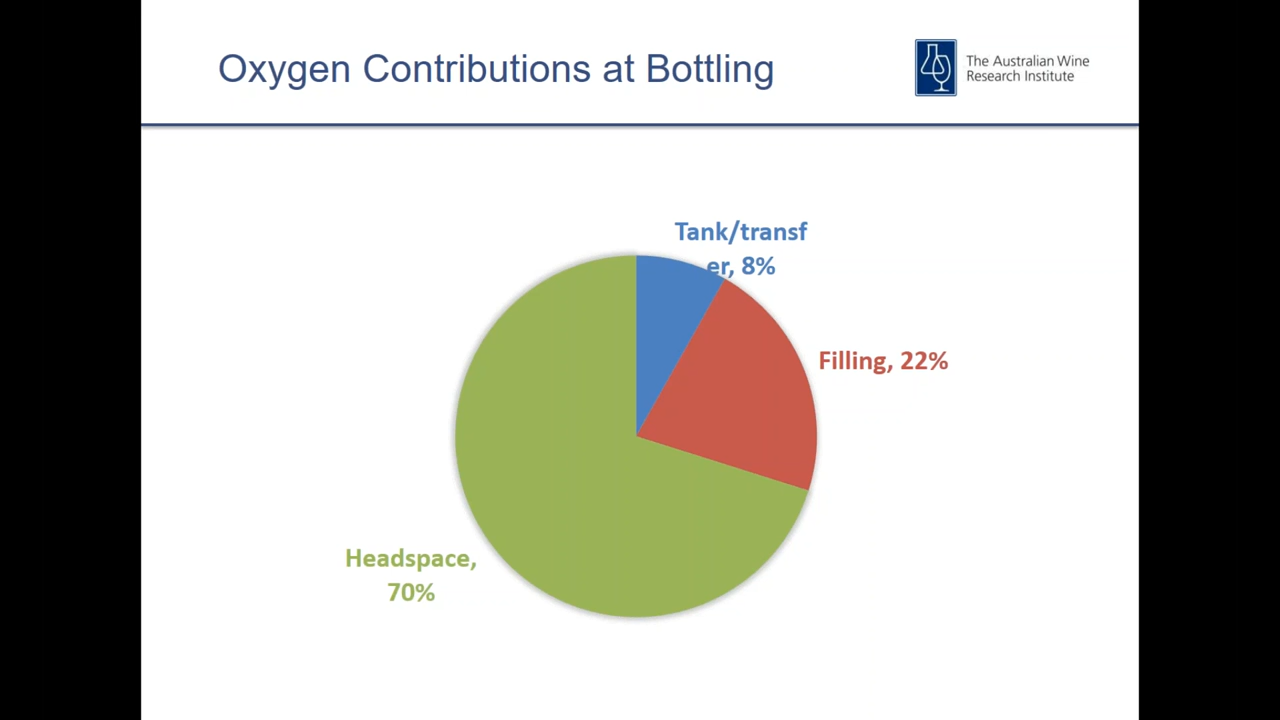 Oxygen Contributions at Bottling
The Australian Wine
Research Institute
Tank/transf
er, 8%
Filling, 22%
Headspace,
70%